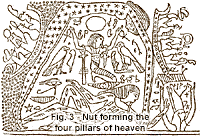 Fig. 3 - Nut forming the
four pillars of heaven